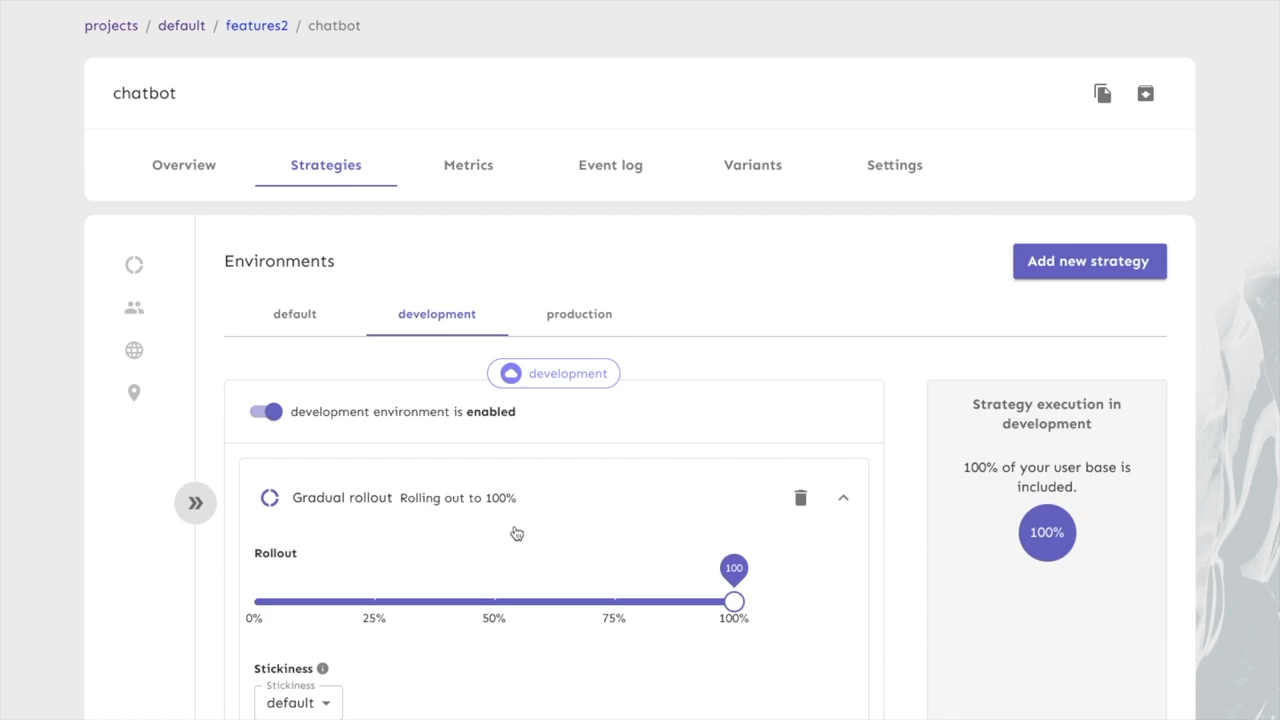 projects / default / features2 / chatbot
chatbot
Overview Strategies Metrics Event log Variants Settings
Environments
Add new strategy
default development production
development
development environment is enabled
Strategy execution in
development
100% of your user base is
included.
100%
Gradual rollout Rolling out to 100%
Rollout
100
0% 25% 50% 75% 100%
Stickiness
Stickiness
default